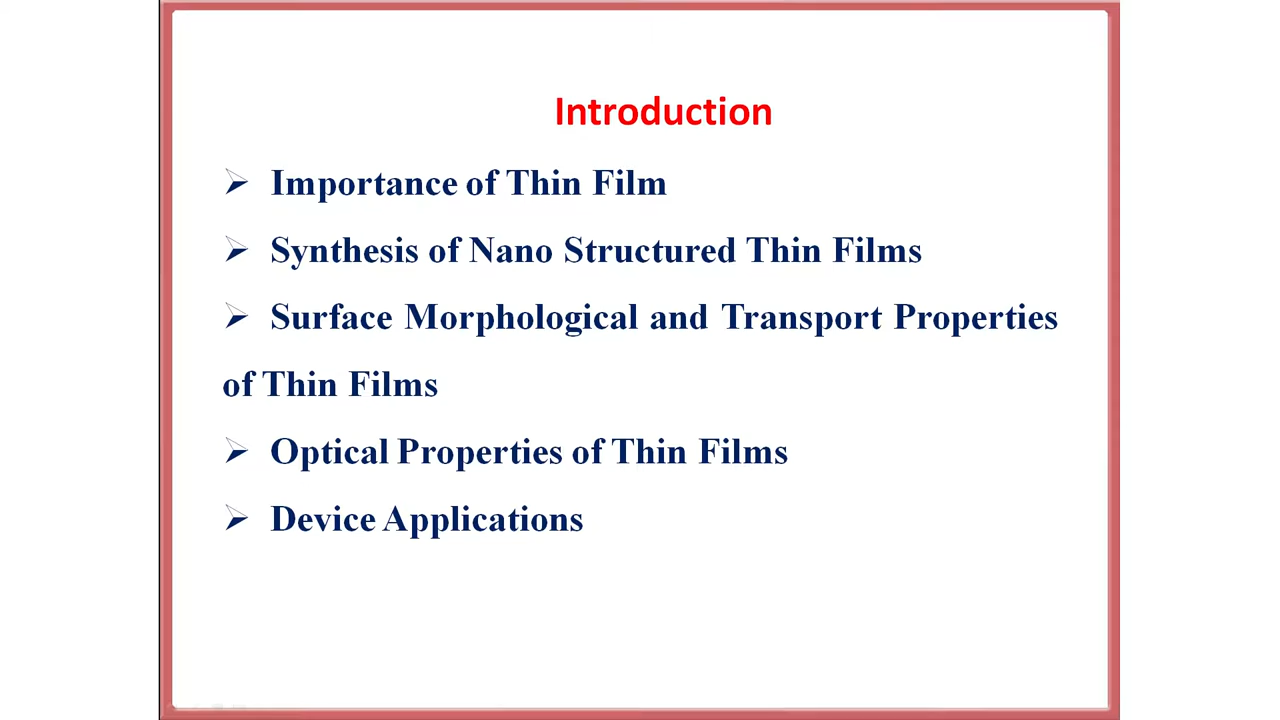 Introduction
➢ Importance of Thin Film
➢ Synthesis of Nano Structured Thin Films
➢ Surface Morphological and Transport Properties
of Thin Films
➢ Optical Properties of Thin Films
➢ Device Applications